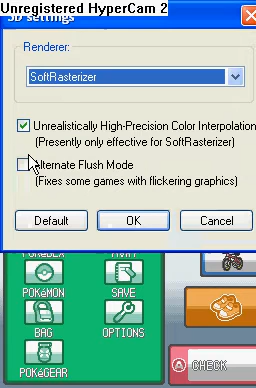 Unregistered HyperCam 2
3D settings
Renderer:
SoftRasterizer
Unrealistically High-Precision Color Interpolation
(Presently only effective for SoftRasterizer)
Alternate Flush Mode
(Fixes some games with flickering graphics)
Default OK Cancel
POKéDEX
POKéMON SAVE
BAG OPTIONS
POKéGEAR
Ⓐ CHECK